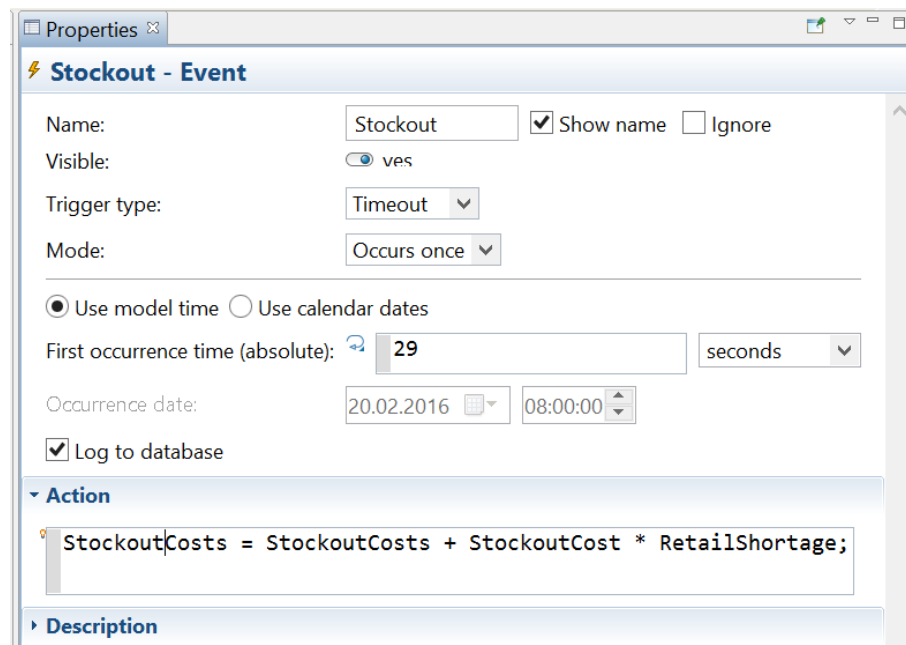 Properties
Stockout - Event
Name: Stockout Show name Ignore
Visible: yes
Trigger type: Timeout
Mode: Occurs once
Use model time Use calendar dates
First occurrence time (absolute): 29 seconds
Occurrence date: 20.02.2016 08:00:00
Log to database
Action
StockoutCosts = StockoutCosts + StockoutCost * RetailShortage;
Description